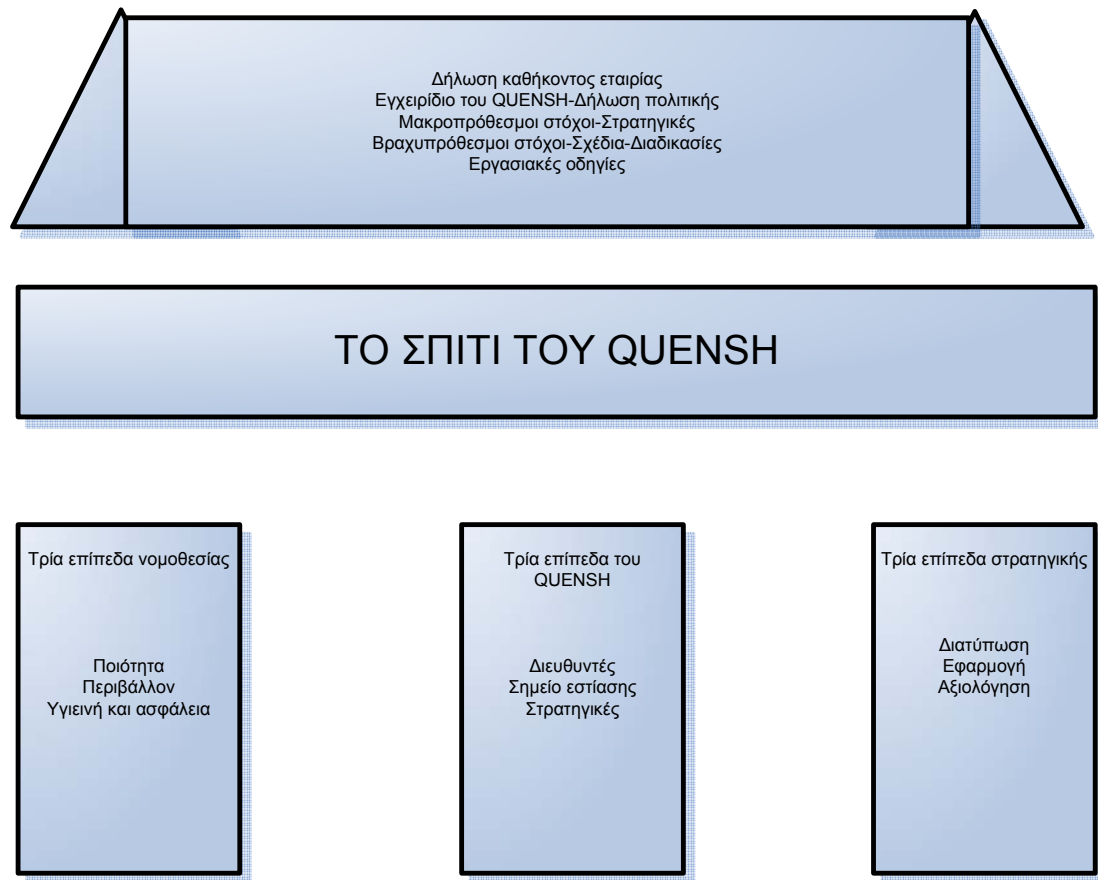 Δήλωση καθήκοντος εταιρίας
Εγχειρίδιο του QUENSH-Δήλωση πολιτικής
Μακροπρόθεσμοι στόχοι-Στρατηγικές
Βραχυπρόθεσμοι στόχοι-Σχέδια-Διαδικασίες
Εργασιακές οδηγίες
ΤΟ ΣΠΙΤΙ ΤΟΥ QUENSH
Τρία επίπεδα νομοθεσίας
Ποιότητα
Περιβάλλον
Υγιεινή και ασφάλεια
Τρία επίπεδα του
QUENSH
Διευθυντές
Σημείο εστίασης
Στρατηγικές
Τρία επίπεδα στρατηγικής
Διατύπωση
Εφαρμογή
Αξιολόγηση